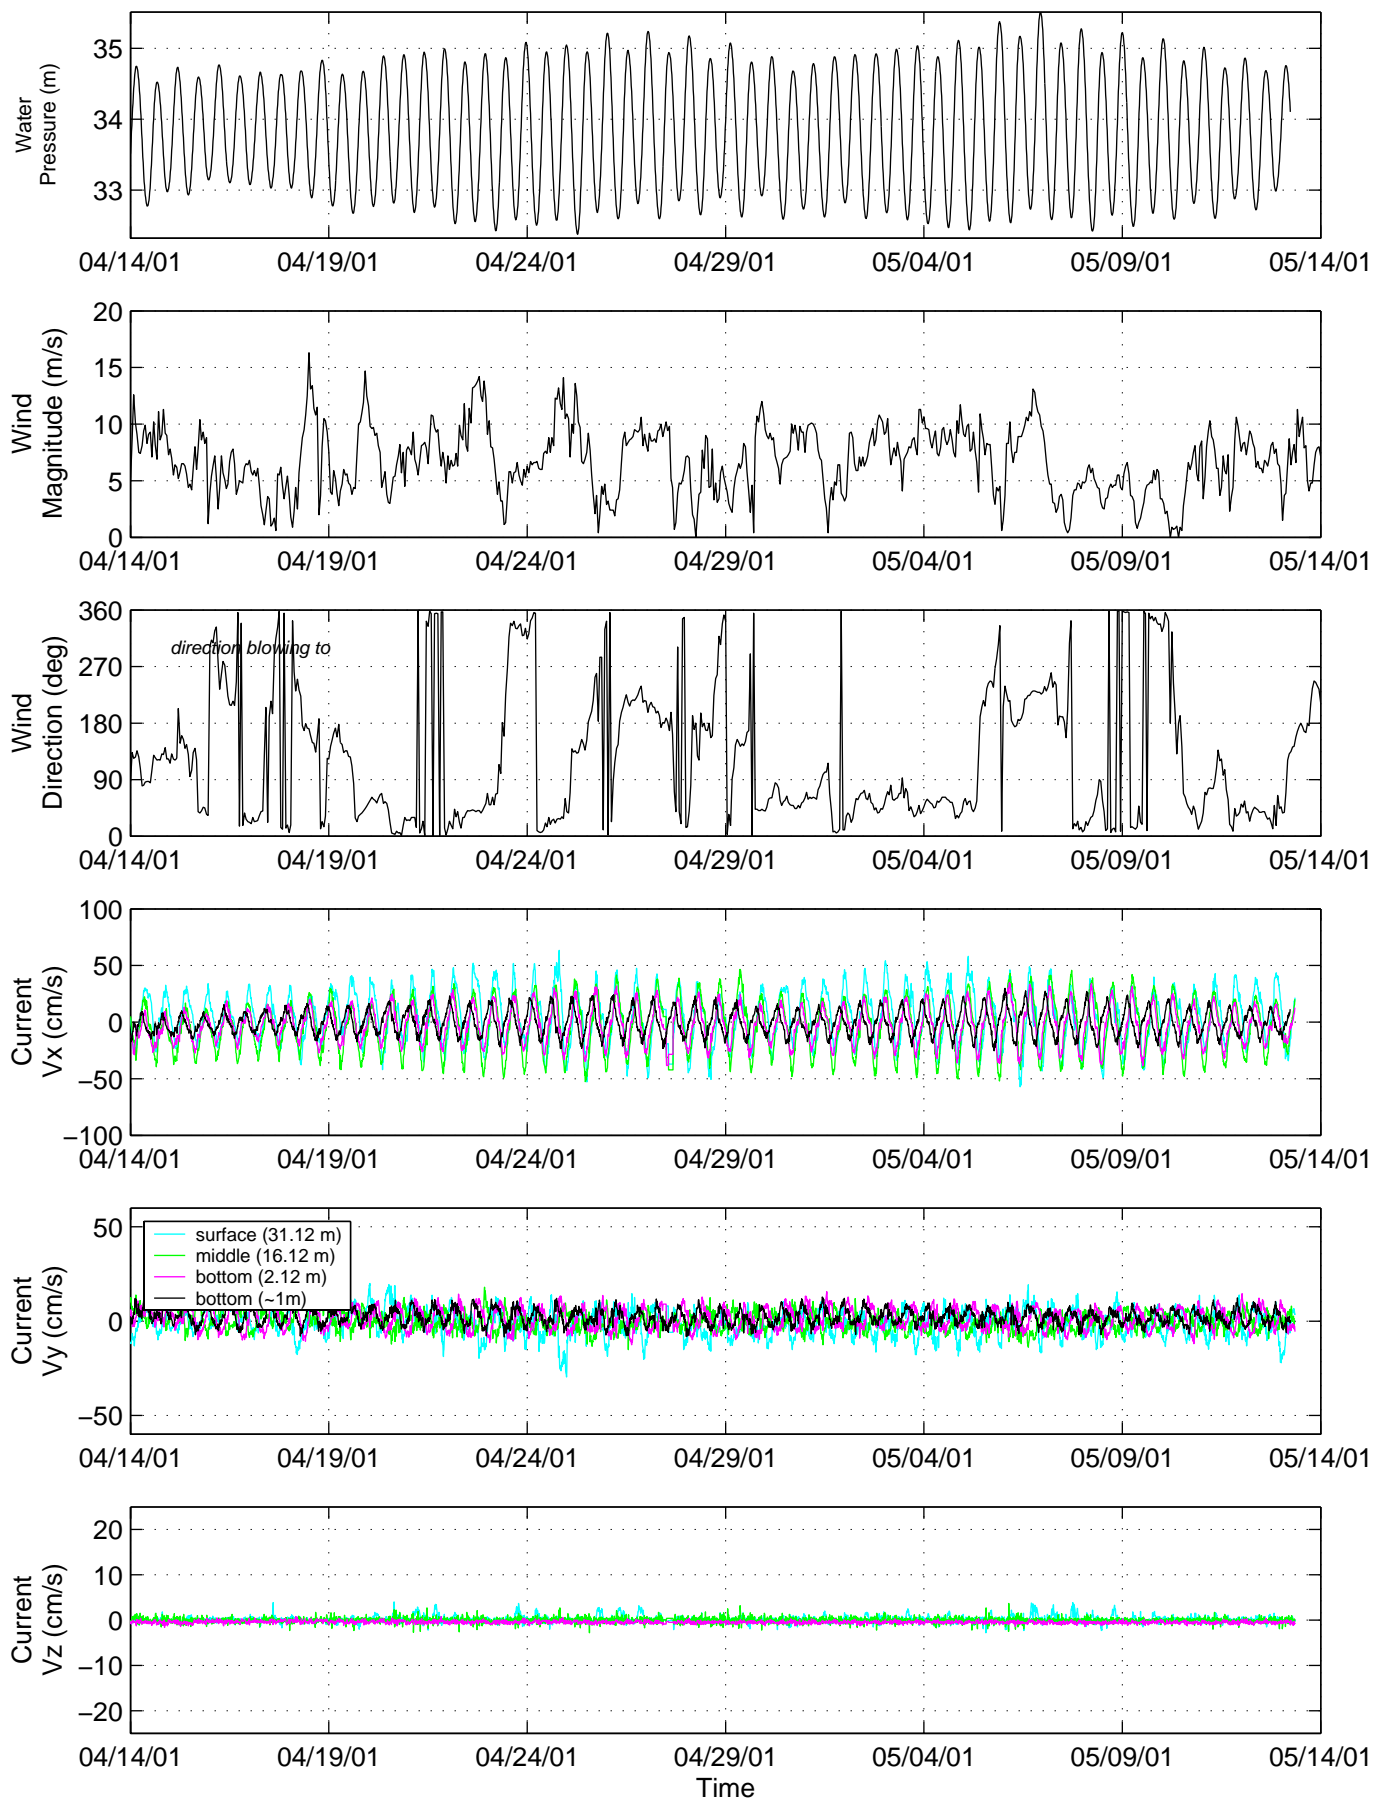 Water
Pressure (m)
35
34
33
04/14/01 04/19/01 04/24/01 04/29/01 05/04/01 05/09/01 05/14/01
Wind
Magnitude (m/s)
20
15
10
5
0
04/14/01 04/19/01 04/24/01 04/29/01 05/04/01 05/09/01 05/14/01
Wind
Direction (deg)
360
270
180
90
0
direction blowing to
04/14/01 04/19/01 04/24/01 04/29/01 05/04/01 05/09/01 05/14/01
Current
Vx (cm/s)
100
50
0
−50
−100
04/14/01 04/19/01 04/24/01 04/29/01 05/04/01 05/09/01 05/14/01
Current
Vy (cm/s)
50
0
−50
surface (31.12 m)
middle (16.12 m)
bottom (2.12 m)
bottom (~1m)
04/14/01 04/19/01 04/24/01 04/29/01 05/04/01 05/09/01 05/14/01
Current
Vz (cm/s)
20
10
0
−10
−20
04/14/01 04/19/01 04/24/01 04/29/01 05/04/01 05/09/01 05/14/01
Time